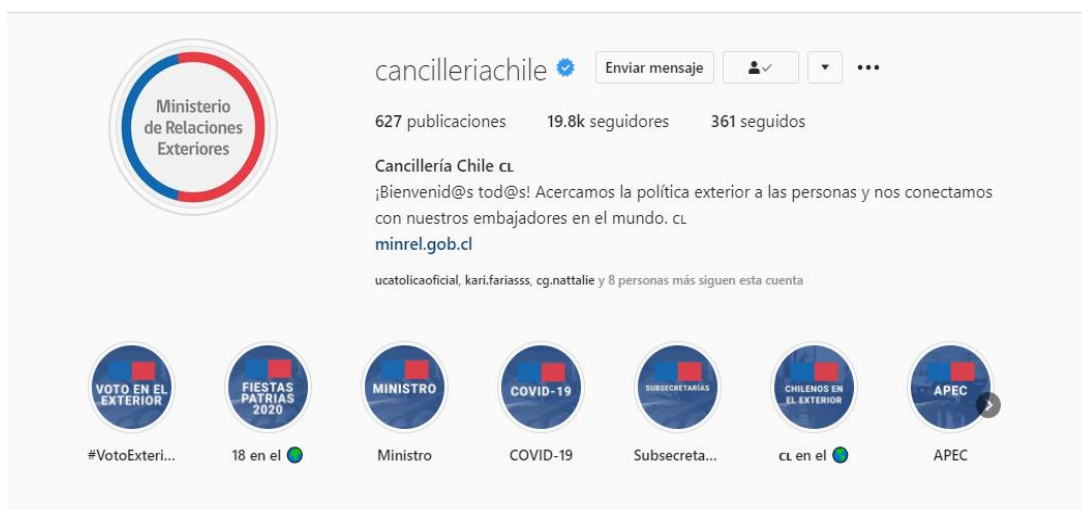 Ministerio
de Relaciones
Exteriores
cancilleriachile
Enviar mensaje
627 publicaciones 19.8k seguidores 361 seguidos
Cancillería Chile CL
¡Bienvenid@s tod@s! Acercamos la política exterior a las personas y nos conectamos
con nuestros embajadores en el mundo. CL
minrel.gob.cl
ucatolicaoficial, kari.fariasss, cg.nattalie y 8 personas más siguen esta cuenta
VOTO EN EL
EXTERIOR
FIESTAS
PATRIAS
2020
MINISTRO
COVID-19
SUBSECRETARÍAS
CHILENOS EN
EL EXTERIOR
APEC
#VotoExteri... 18 en el 🌎 Ministro COVID-19 Subsecreta... CL en el 🌎 APEC